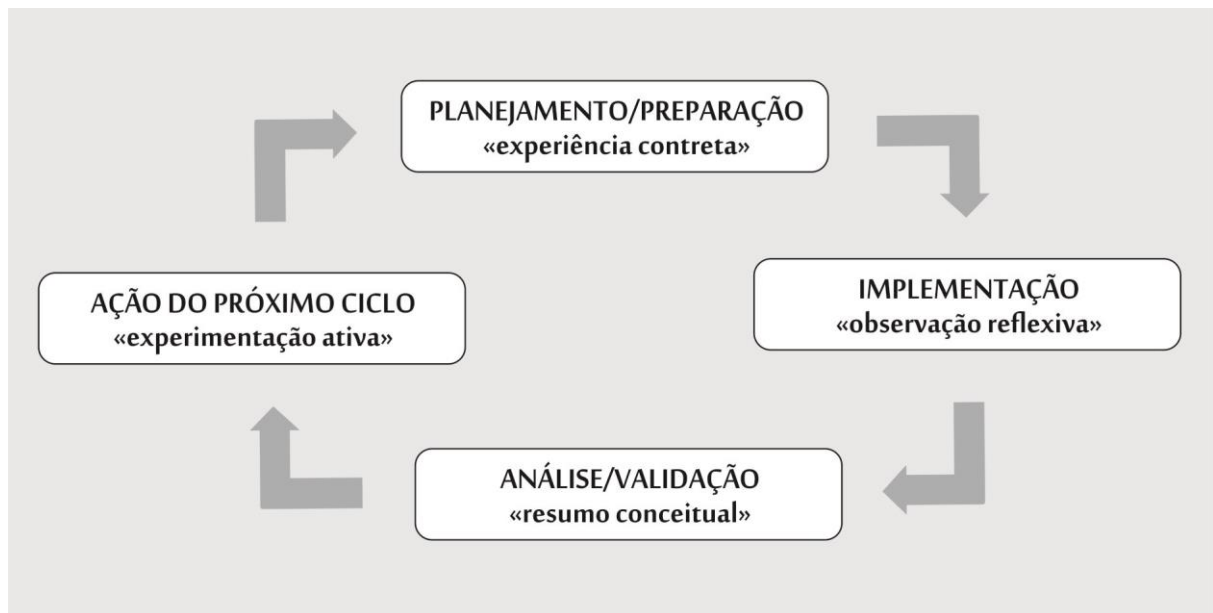 PLANEJAMENTO/PREPARAÇÃO
«experiência contreta»
IMPLEMENTAÇÃO
«observação reflexiva»
ANÁLISE/VALIDAÇÃO
«resumo conceitual»
AÇÃO DO PRÓXIMO CICLO
«experimentação ativa»